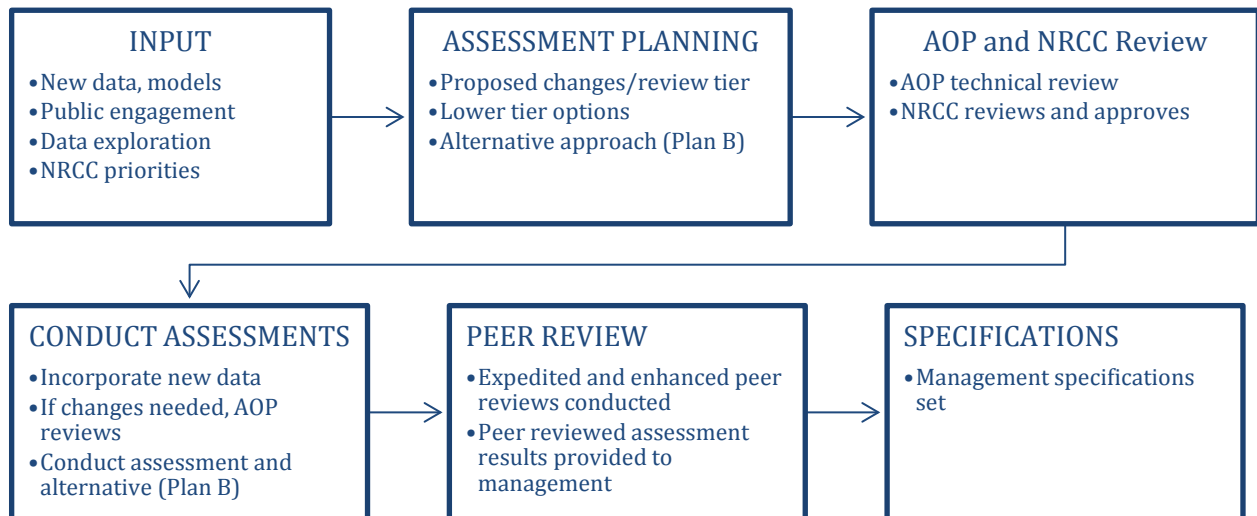 INPUT
•New data, models
•Public engagement
•Data exploration
•NRCC priorities
ASSESSMENT PLANNING
•Proposed changes/review tier
•Lower tier options
•Alternative approach (Plan B)
AOP and NRCC Review
•AOP technical review
•NRCC reviews and approves
CONDUCT ASSESSMENTS
•Incorporate new data
•If changes needed, AOP
reviews
•Conduct assessment and
alternative (Plan B)
PEER REVIEW
•Expedited and enhanced peer
reviews conducted
•Peer reviewed assessment
results provided to
management
SPECIFICATIONS
•Management specifications
set